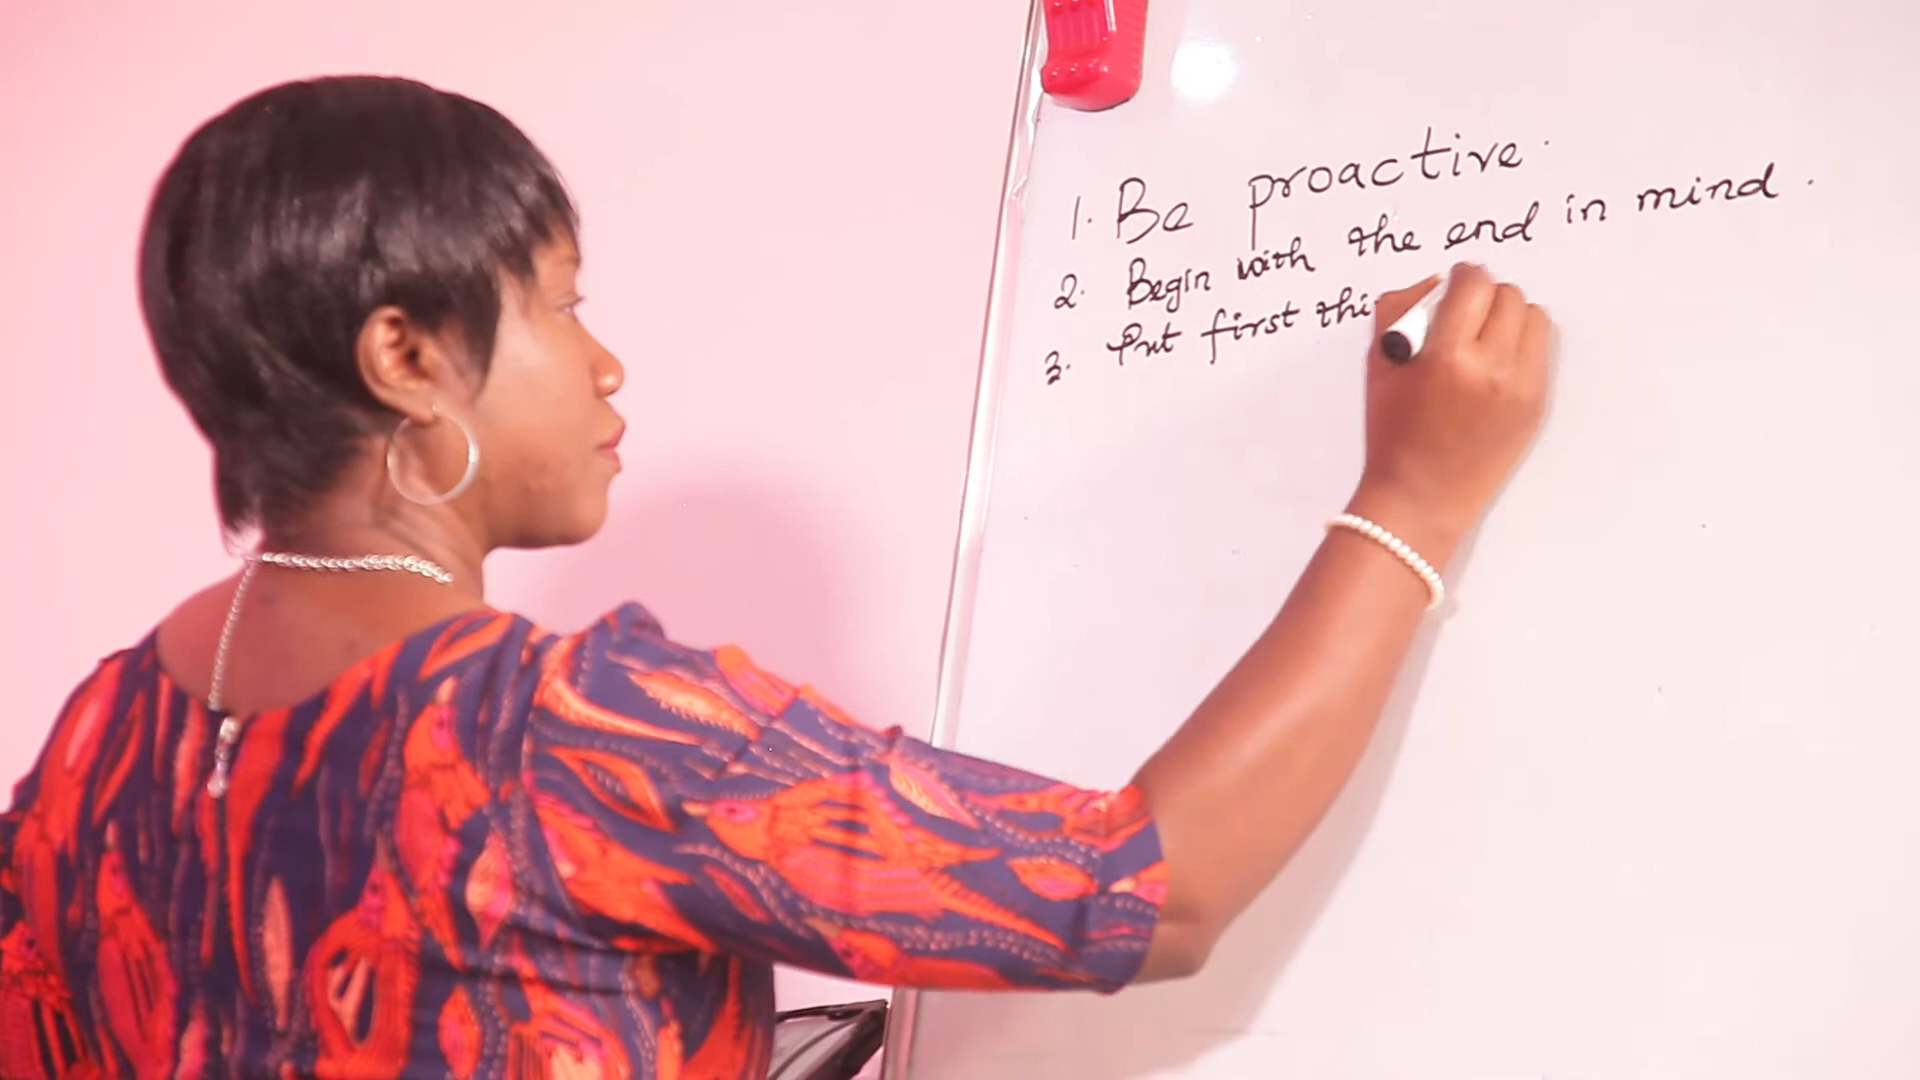 1. Be proactive.
2. Begin with the end in mind.
3. Put first thi